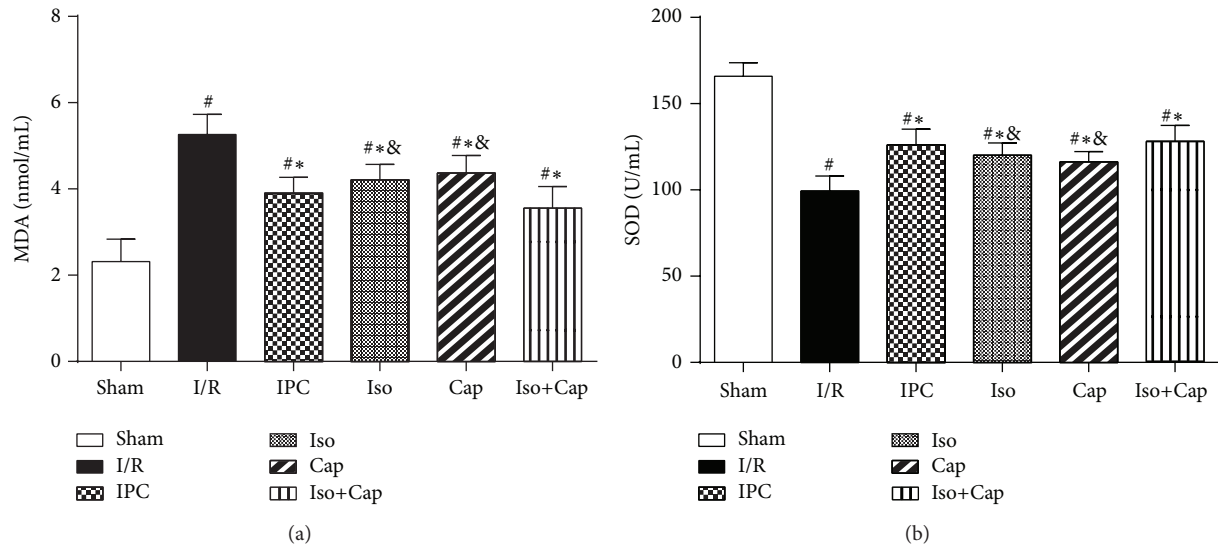 8
6
4
2
0
MDA (nmol/mL)
#
#*
#*&
#*&
#*
Sham
I/R
IPC
Iso
Cap
Iso+Cap
Sham
Iso
I/R
Cap
IPC
Iso+Cap
(a)
200
150
100
50
0
SOD (U/mL)
#
#*
#*&
#*&
#*
Sham
I/R
IPC
Iso
Cap
Iso+Cap
Sham
Iso
I/R
Cap
IPC
Iso+Cap
(b)